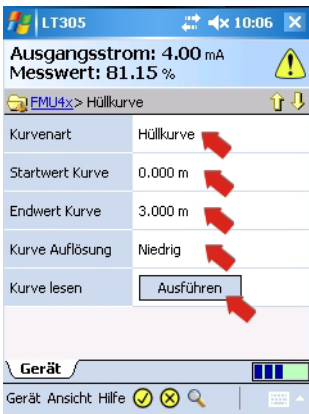 LT305 10:06
Ausgangsstrom: 4.00 mA
Messwert: 81.15 %
FMU4x> Hüllkurve
Kurvenart Hüllkurve
Startwert Kurve 0.000 m
Endwert Kurve 3.000 m
Kurve Auflösung Niedrig
Kurve lesen Ausführen
Gerät
Gerät Ansicht Hilfe